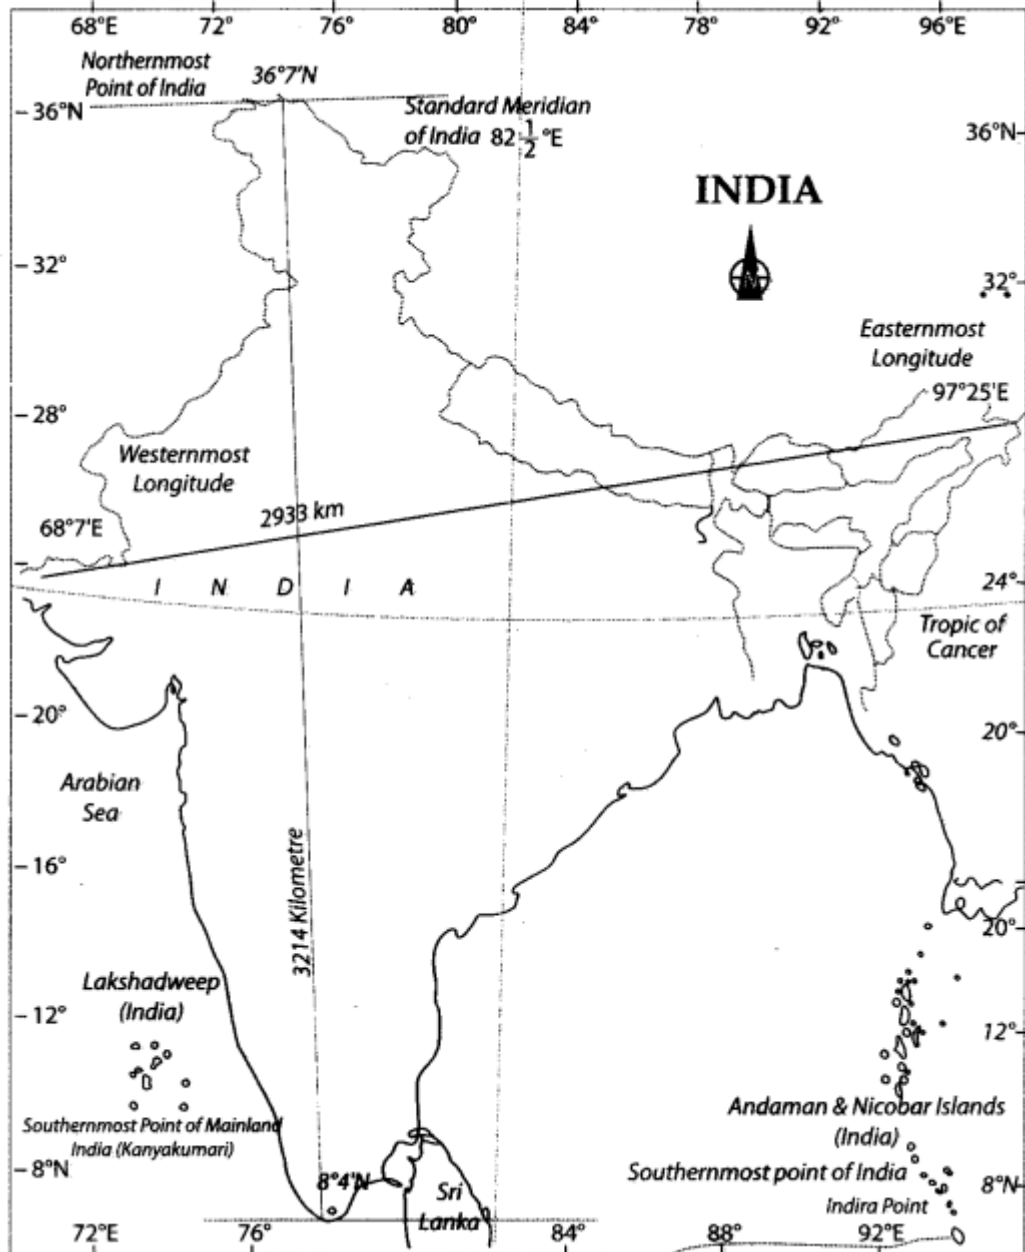 68°E 72° 76° 80° 84° 78° 92° 96°E
Northernmost
Point of India
36°7'N
36°N
Standard Meridian
of India 82 1/2 °E
36°N
INDIA
N
32°
32°
Easternmost
Longitude
97°25'E
28°
Westernmost
Longitude
2933 km
68°7'E
I N D I A
24°
Tropic of
Cancer
20°
20°
Arabian
Sea
16°
3214 Kilometre
20°
Lakshadweep
(India)
12°
12°
Andaman & Nicobar Islands
(India)
Southernmost Point of Mainland
India (Kanyakumari)
8°N
8°4'N
Sri
Lanka
Southernmost point of India
8°N
Indira Point
72°E 76° 84° 88° 92°E